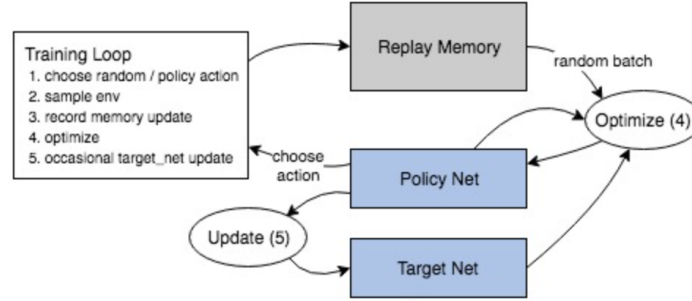 Training Loop
1. choose random / policy action
2. sample env
3. record memory update
4. optimize
5. occasional target_net update
Replay Memory
random batch
Optimize (4)
choose
action
Policy Net
Update (5)
Target Net